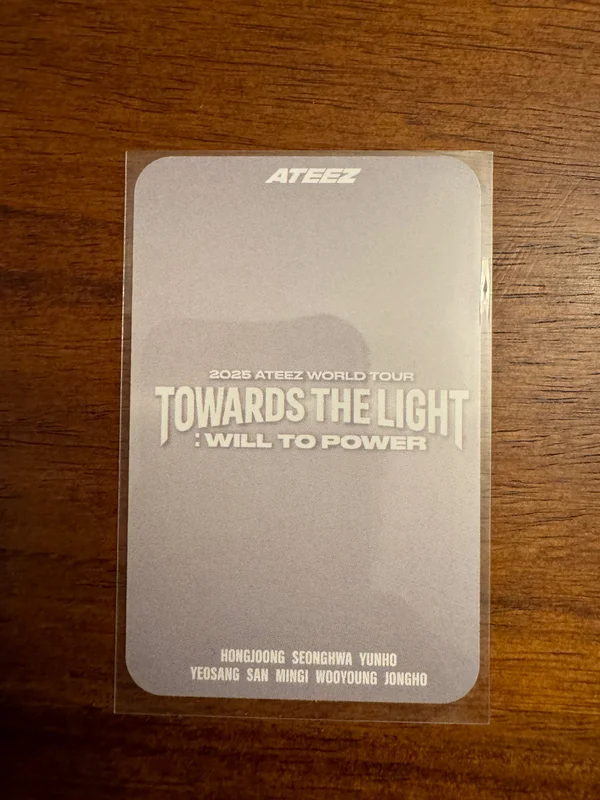 ATEEZ
2025 ATEEZ WORLD TOUR
TOWARDS THE LIGHT
: WILL TO POWER
HONGJOONG SEONGHWA YUNHO
YEOSANG SAN MINGI WOOYOUNG JONGHO